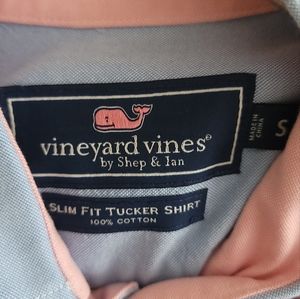 vineyard vines®
by Shep & Ian
MADE IN CHINA
S
SLIM FIT TUCKER SHIRT
100% COTTON